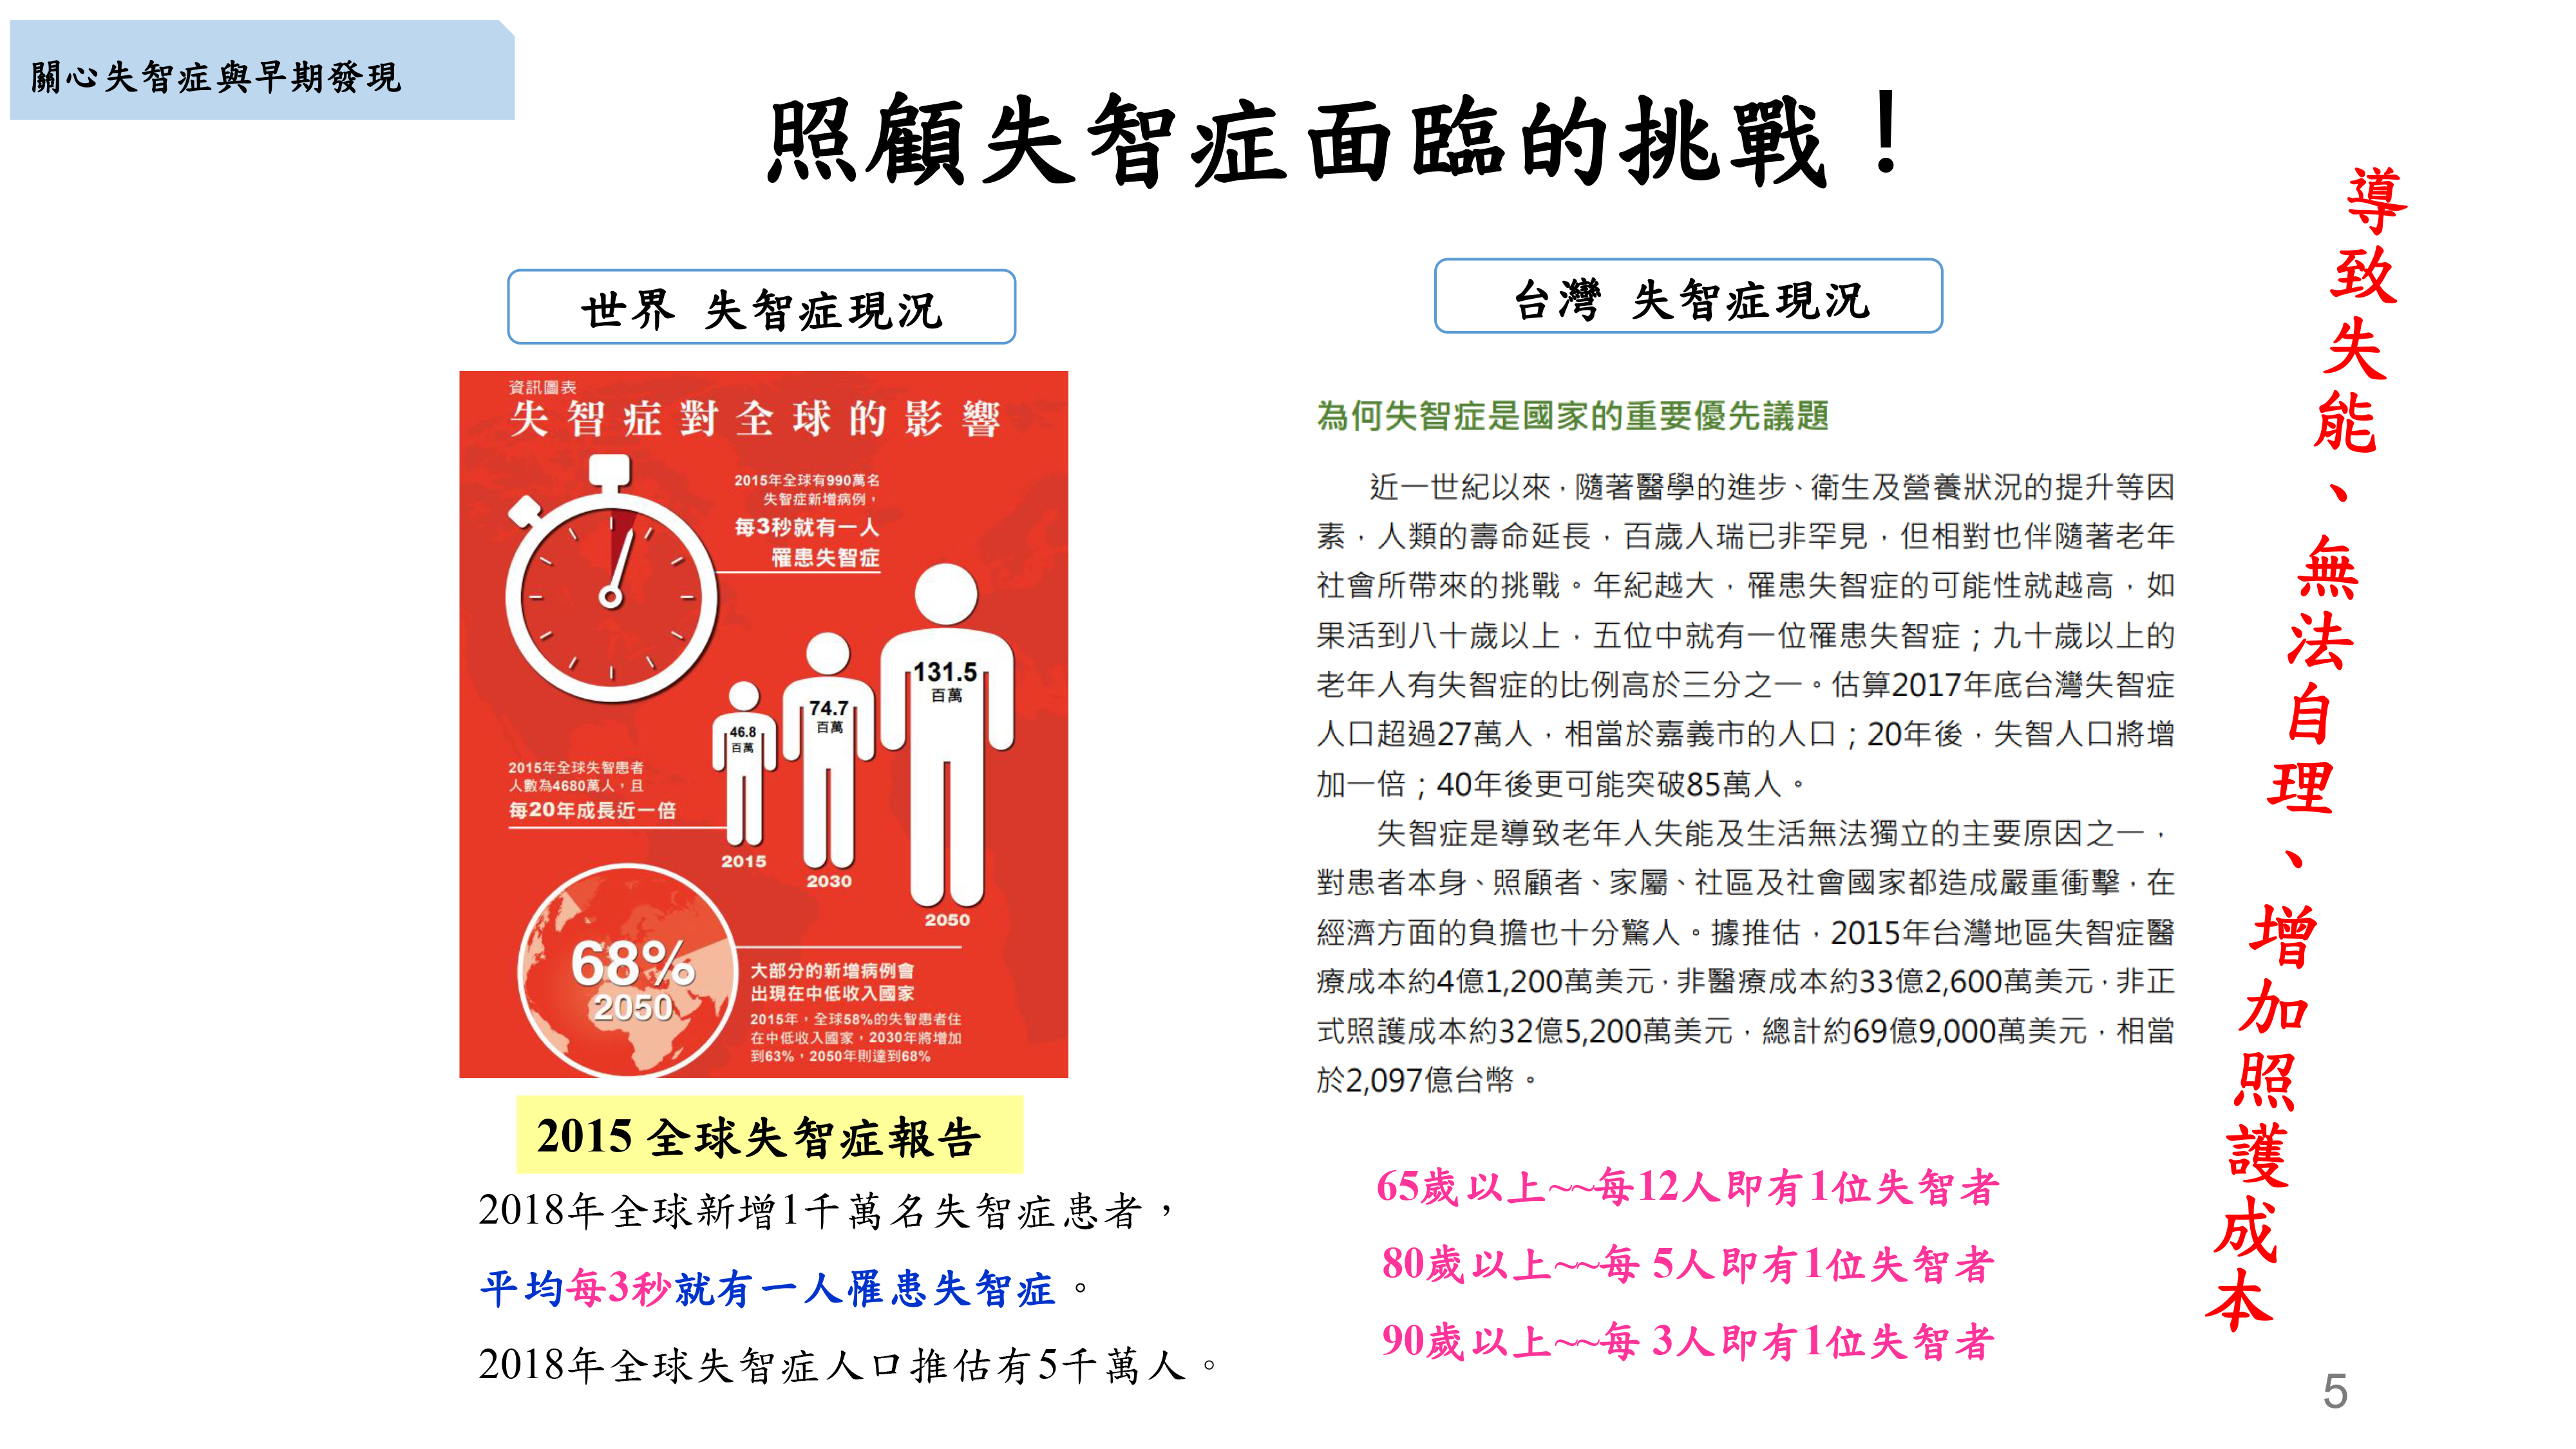 關心失智症與早期發現
照顧失智症面臨的挑戰！
世界 失智症現況
資訊圖表
失智症對全球的影響
2015年全球有990萬名
失智症新增病例，
每3秒就有一人
罹患失智症
46.8
百萬
2015
74.7
百萬
2030
131.5
百萬
2050
2015年全球失智患者
人數為4680萬人，且
每20年成長近一倍
68%
2050
大部分的新增病例會
出現在中低收入國家
2015年，全球58%的失智患者住
在中低收入國家，2030年將增加
到63%，2050年則達到68%
2015 全球失智症報告
2018年全球新增1千萬名失智症患者，
平均每3秒就有一人罹患失智症。
2018年全球失智症人口推估有5千萬人。
台灣 失智症現況
為何失智症是國家的重要優先議題
近一世紀以來，隨著醫學的進步、衛生及營養狀況的提升等因
素，人類的壽命延長，百歲人瑞已非罕見，但相對也伴隨著老年
社會所帶來的挑戰。年紀越大，罹患失智症的可能性就越高，如
果活到八十歲以上，五位中就有一位罹患失智症；九十歲以上的
老年人有失智症的比例高於三分之一。估算2017年底台灣失智症
人口超過27萬人，相當於嘉義市的人口；20年後，失智人口將增
加一倍；40年後更可能突破85萬人。
失智症是導致老年人失能及生活無法獨立的主要原因之一，
對患者本身、照顧者、家屬、社區及社會國家都造成嚴重衝擊，在
經濟方面的負擔也十分驚人。據推估，2015年台灣地區失智症醫
療成本約4億1,200萬美元，非醫療成本約33億2,600萬美元，非正
式照護成本約32億5,200萬美元，總計約69億9,000萬美元，相當
於2,097億台幣。
65歲以上~~每12人即有1位失智者
80歲以上~~每 5人即有1位失智者
90歲以上~~每 3人即有1位失智者
導致失能、無法自理、增加照護成本
5